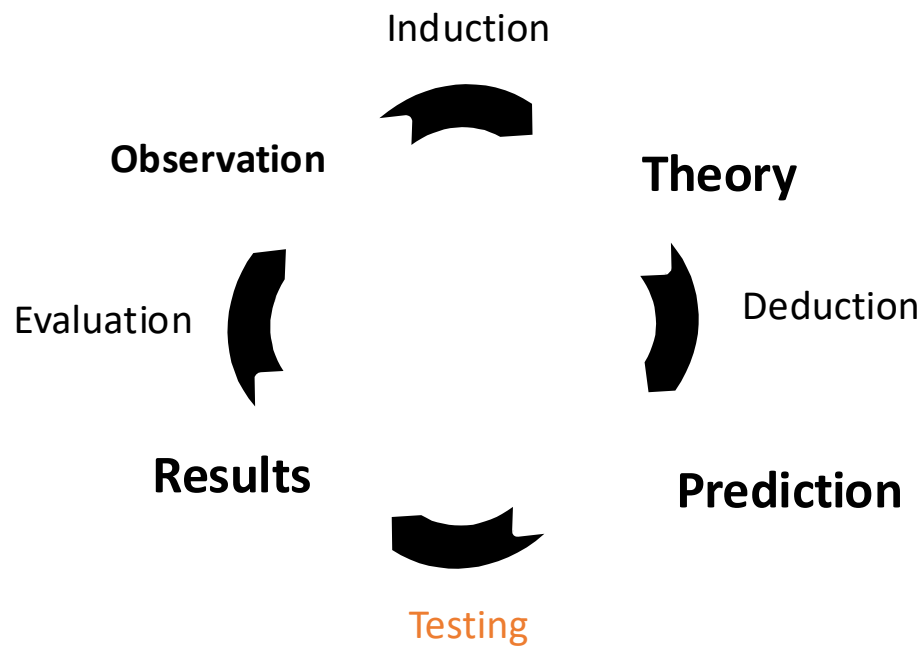 Induction
Observation
Theory
Evaluation
Deduction
Results
Prediction
Testing